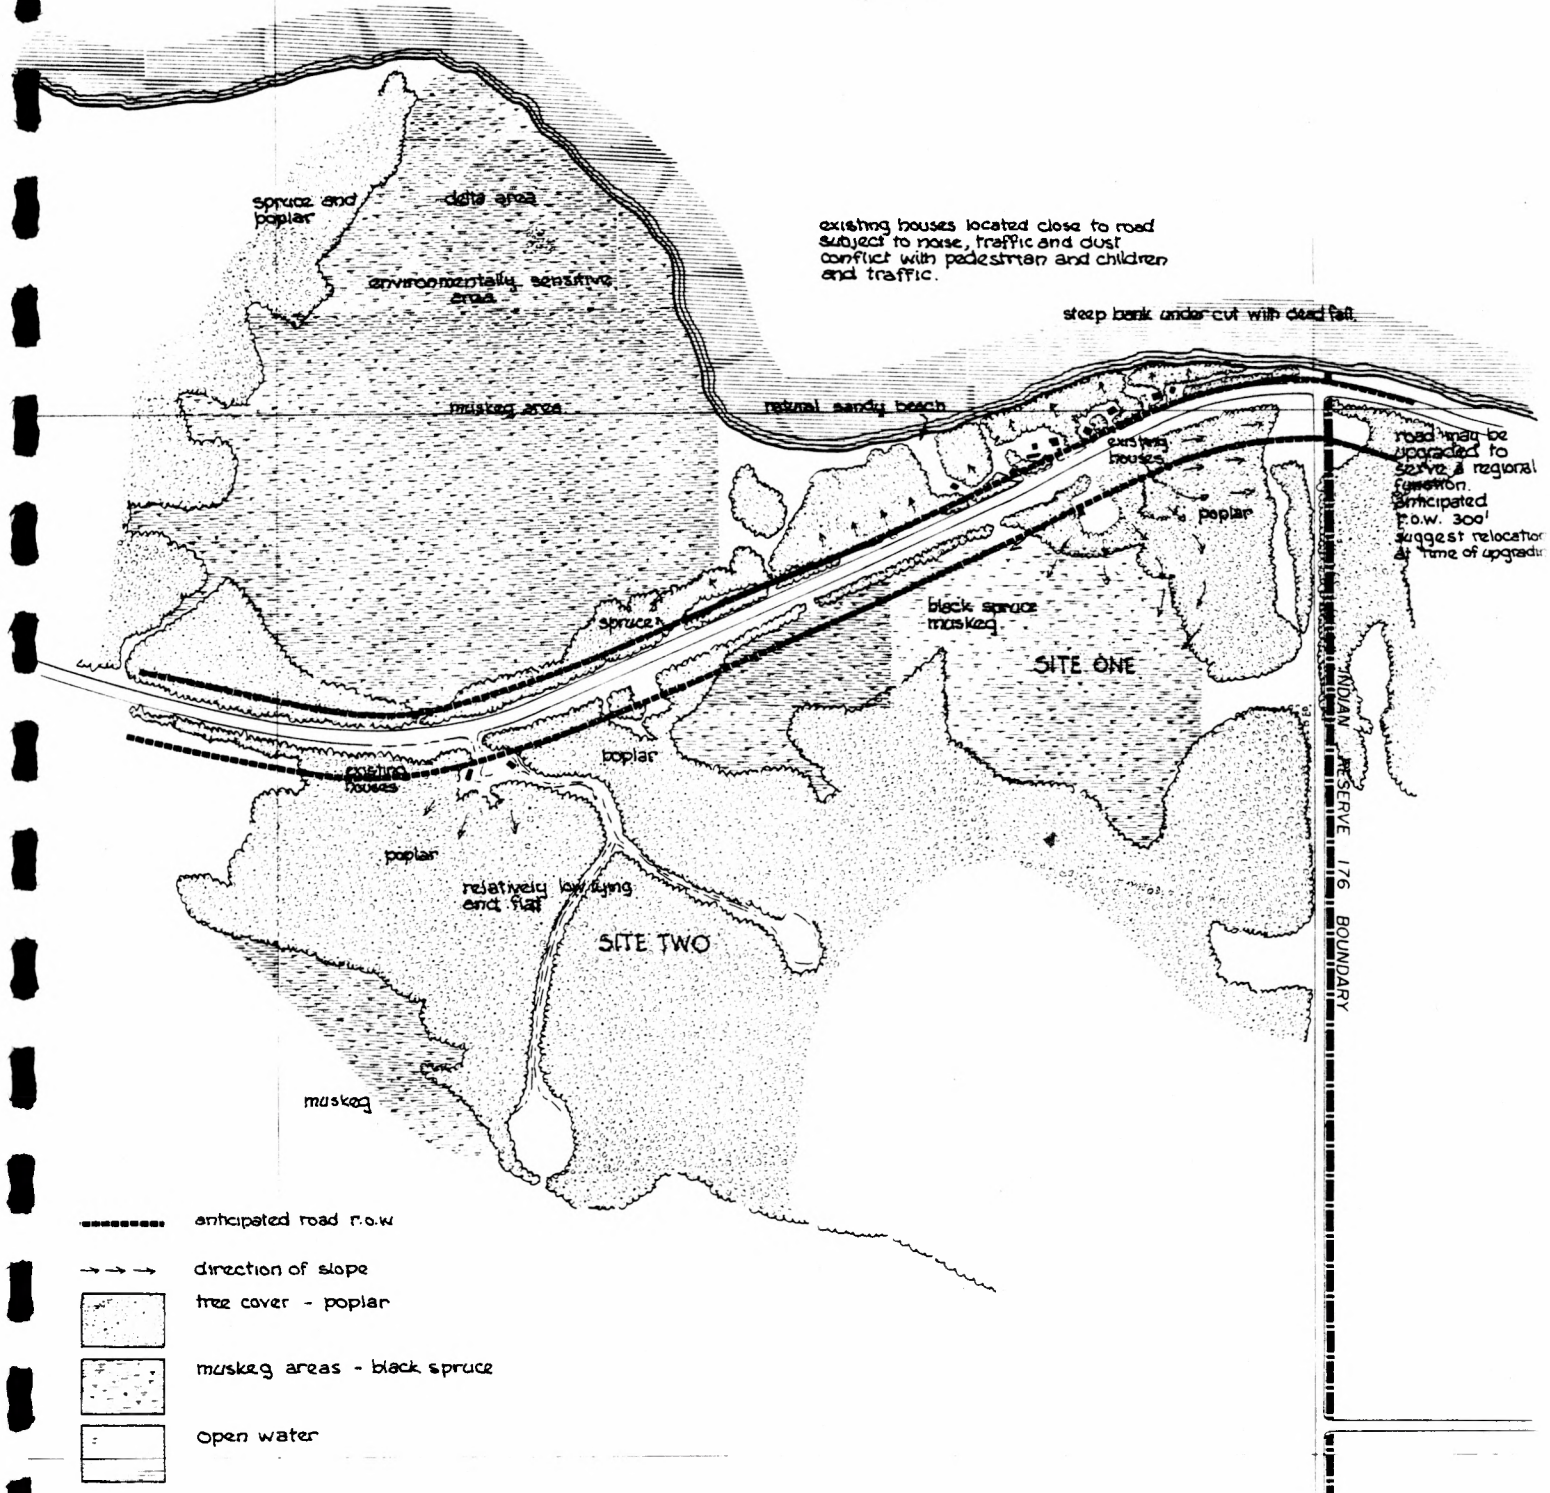 spruce and
poplar
delta area
environmentally sensitive
area
muskeg area
existing houses located close to road
subject to noise, traffic and dust
conflict with pedestrian and children
and traffic.
steep bank under cut with dead fall.
natural sandy beach
existing
houses
poplar
road may be
upgraded to
serve a regional
function.
anticipated
r.o.w. 300'
suggest relocation
at time of upgrading
spruce
black spruce
muskeg
SITE ONE
INDIAN RESERVE 176 BOUNDARY
poplar
existing
houses
poplar
relatively low lying
and flat
SITE TWO
muskeg
anticipated road r.o.w
direction of slope
tree cover - poplar
muskeg areas - black spruce
open water